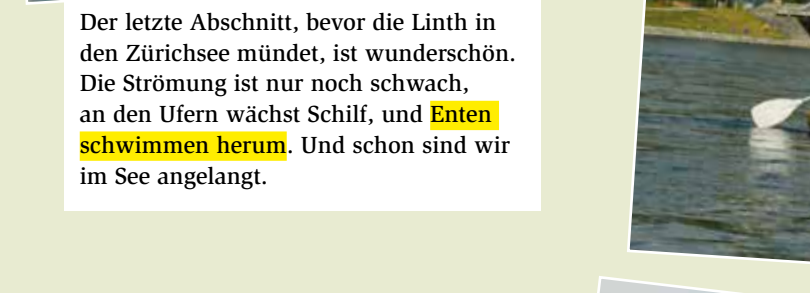 Der letzte Abschnitt, bevor die Linth in
den Zürichsee mündet, ist wunderschön.
Die Strömung ist nur noch schwach,
an den Ufern wächst Schilf, und Enten
schwimmen herum. Und schon sind wir
im See angelangt.